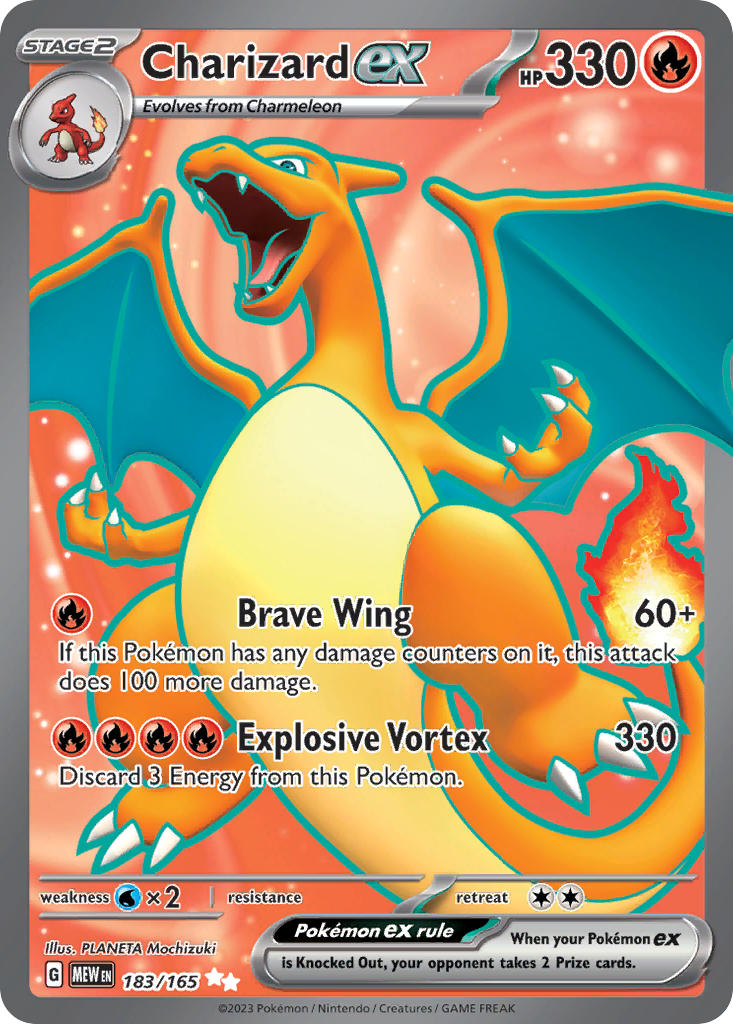 STAGE2
Charizard ex
HP 330
Evolves from Charmeleon
Brave Wing 60+
If this Pokémon has any damage counters on it, this attack
does 100 more damage.
Explosive Vortex 330
Discard 3 Energy from this Pokémon.
weakness ×2 resistance retreat
Illus. PLANETA Mochizuki
Pokémon ex rule
When your Pokémon ex
is Knocked Out, your opponent takes 2 Prize cards.
G MEW EN 183/165
©2023 Pokémon / Nintendo / Creatures / GAME FREAK